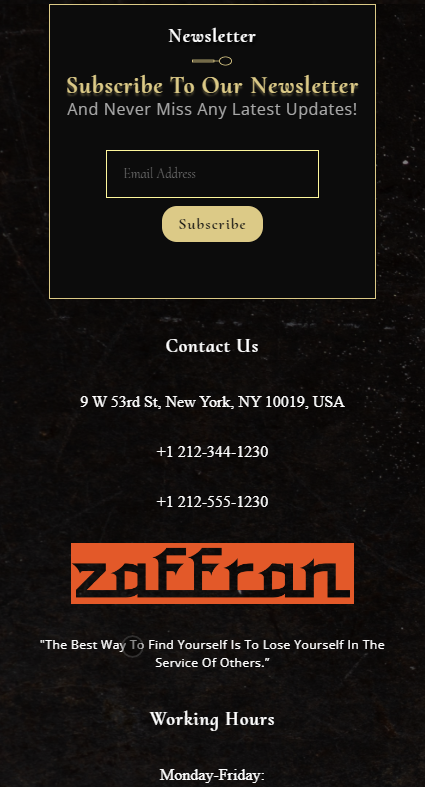 Newsletter
Subscribe To Our Newsletter
And Never Miss Any Latest Updates!
Email Address
Subscribe
Contact Us
9 W 53rd St, New York, NY 10019, USA
+1 212-344-1230
+1 212-555-1230
zaffran
"The Best Way To Find Yourself Is To Lose Yourself In The
Service Of Others.”
Working Hours
Monday-Friday: